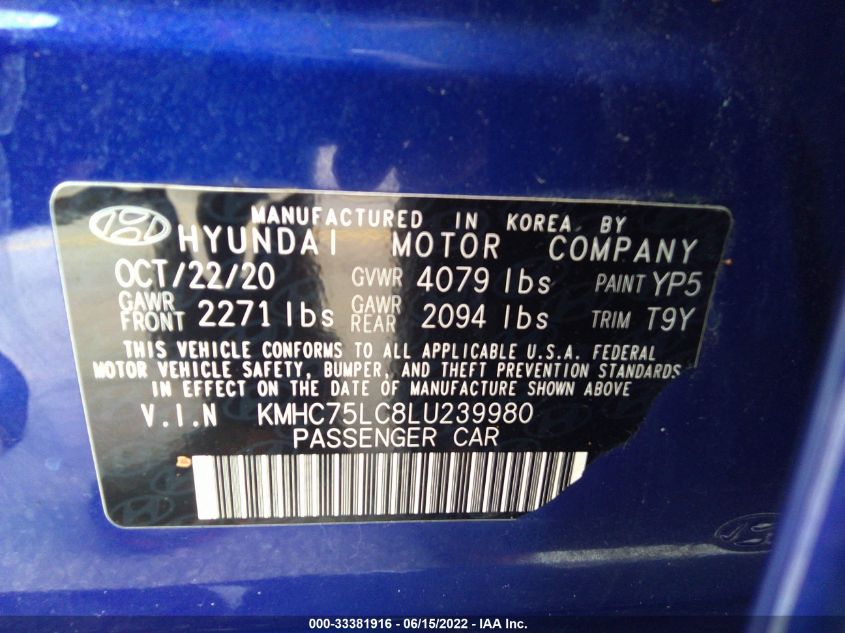 MANUFACTURED IN KOREA BY
HYUNDAI MOTOR COMPANY
OCT/22/20 GVWR 4079 lbs PAINT YP5
GAWR FRONT 2271 lbs GAWR REAR 2094 lbs TRIM T9Y
THIS VEHICLE CONFORMS TO ALL APPLICABLE U.S.A. FEDERAL
MOTOR VEHICLE SAFETY, BUMPER, AND THEFT PREVENTION STANDARDS
IN EFFECT ON THE DATE OF MANUFACTURE SHOWN ABOVE
V.I.N KMHC75LC8LU239980
PASSENGER CAR
000-33381916 - 06/15/2022 - IAA Inc.